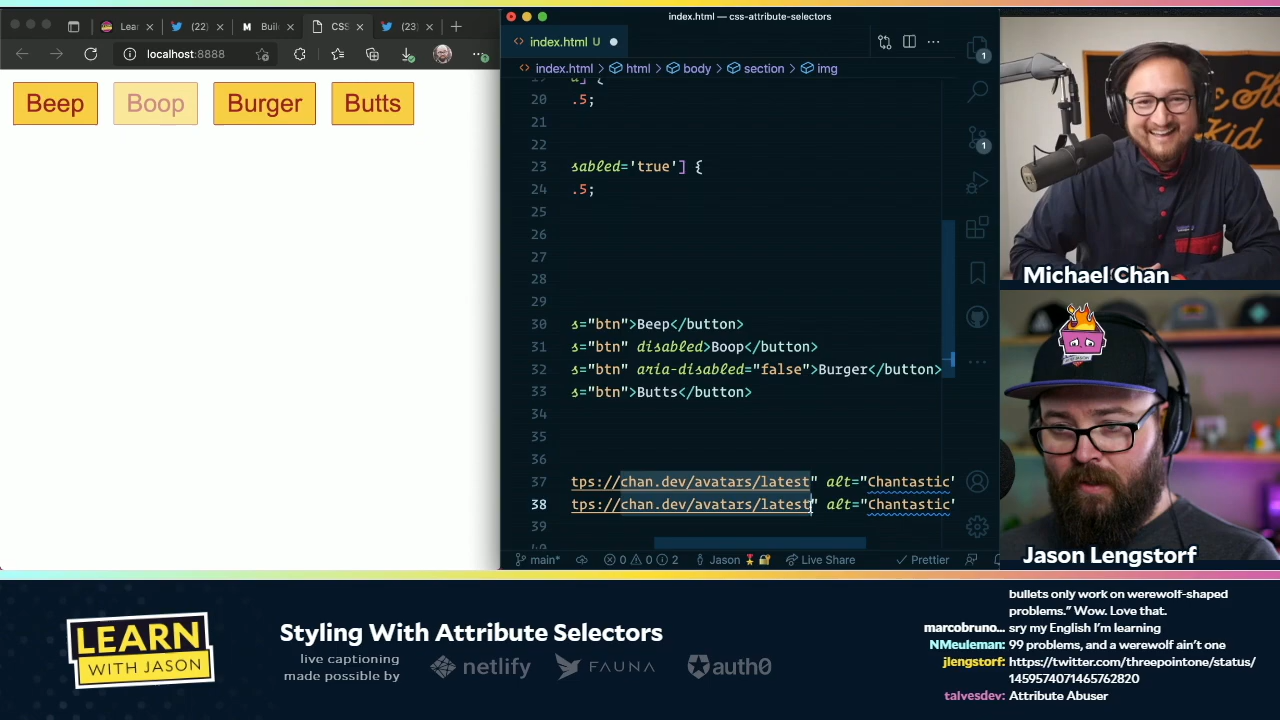 Lear
(22)
Buil
CSS
(23)
localhost:8888
Beep
Boop
Burger
Butts
index.html — css-attribute-selectors
index.html U
index.html > html > body > section > img
20 .5;
21
22
23 sabled='true'] {
24 .5;
25
26
27
28
29
30 s="btn">Beep</button>
31 s="btn" disabled>Boop</button>
32 s="btn" aria-disabled="false">Burger</button>
33 s="btn">Butts</button>
34
35
36
37 tps://chan.dev/avatars/latest" alt="Chantastic"
38 tps://chan.dev/avatars/latest" alt="Chantastic"
39
40
1
1
main*
0 0 2
Jason
Live Share
Prettier
Michael Chan
Jason Lengstorf
LEARN
WITH JASON
Styling With Attribute Selectors
live captioning
made possible by
netlify
FAUNA
auth0
bullets only work on werewolf-shaped
problems.” Wow. Love that.
marcobruno... sry my English I’m learning
NMeuleman: 99 problems, and a werewolf ain’t one
jlengstorf: https://twitter.com/threepointone/status/
1459574071465762820
talvesdev: Attribute Abuser